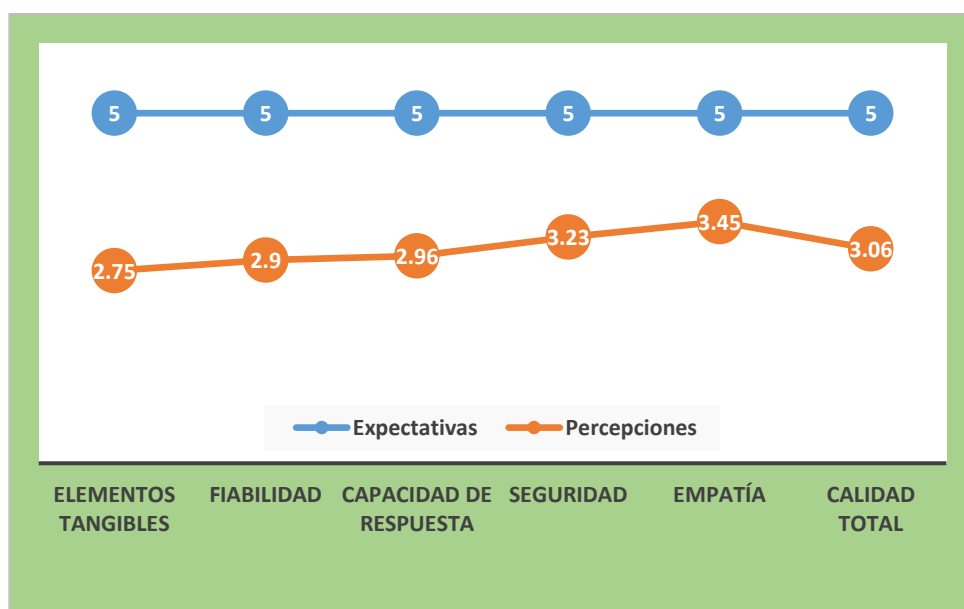 5 5 5 5 5 5
2.75 2.9 2.96 3.23 3.45 3.06
Expectativas Percepciones
ELEMENTOS TANGIBLES
FIABILIDAD
CAPACIDAD DE RESPUESTA
SEGURIDAD
EMPATÍA
CALIDAD TOTAL